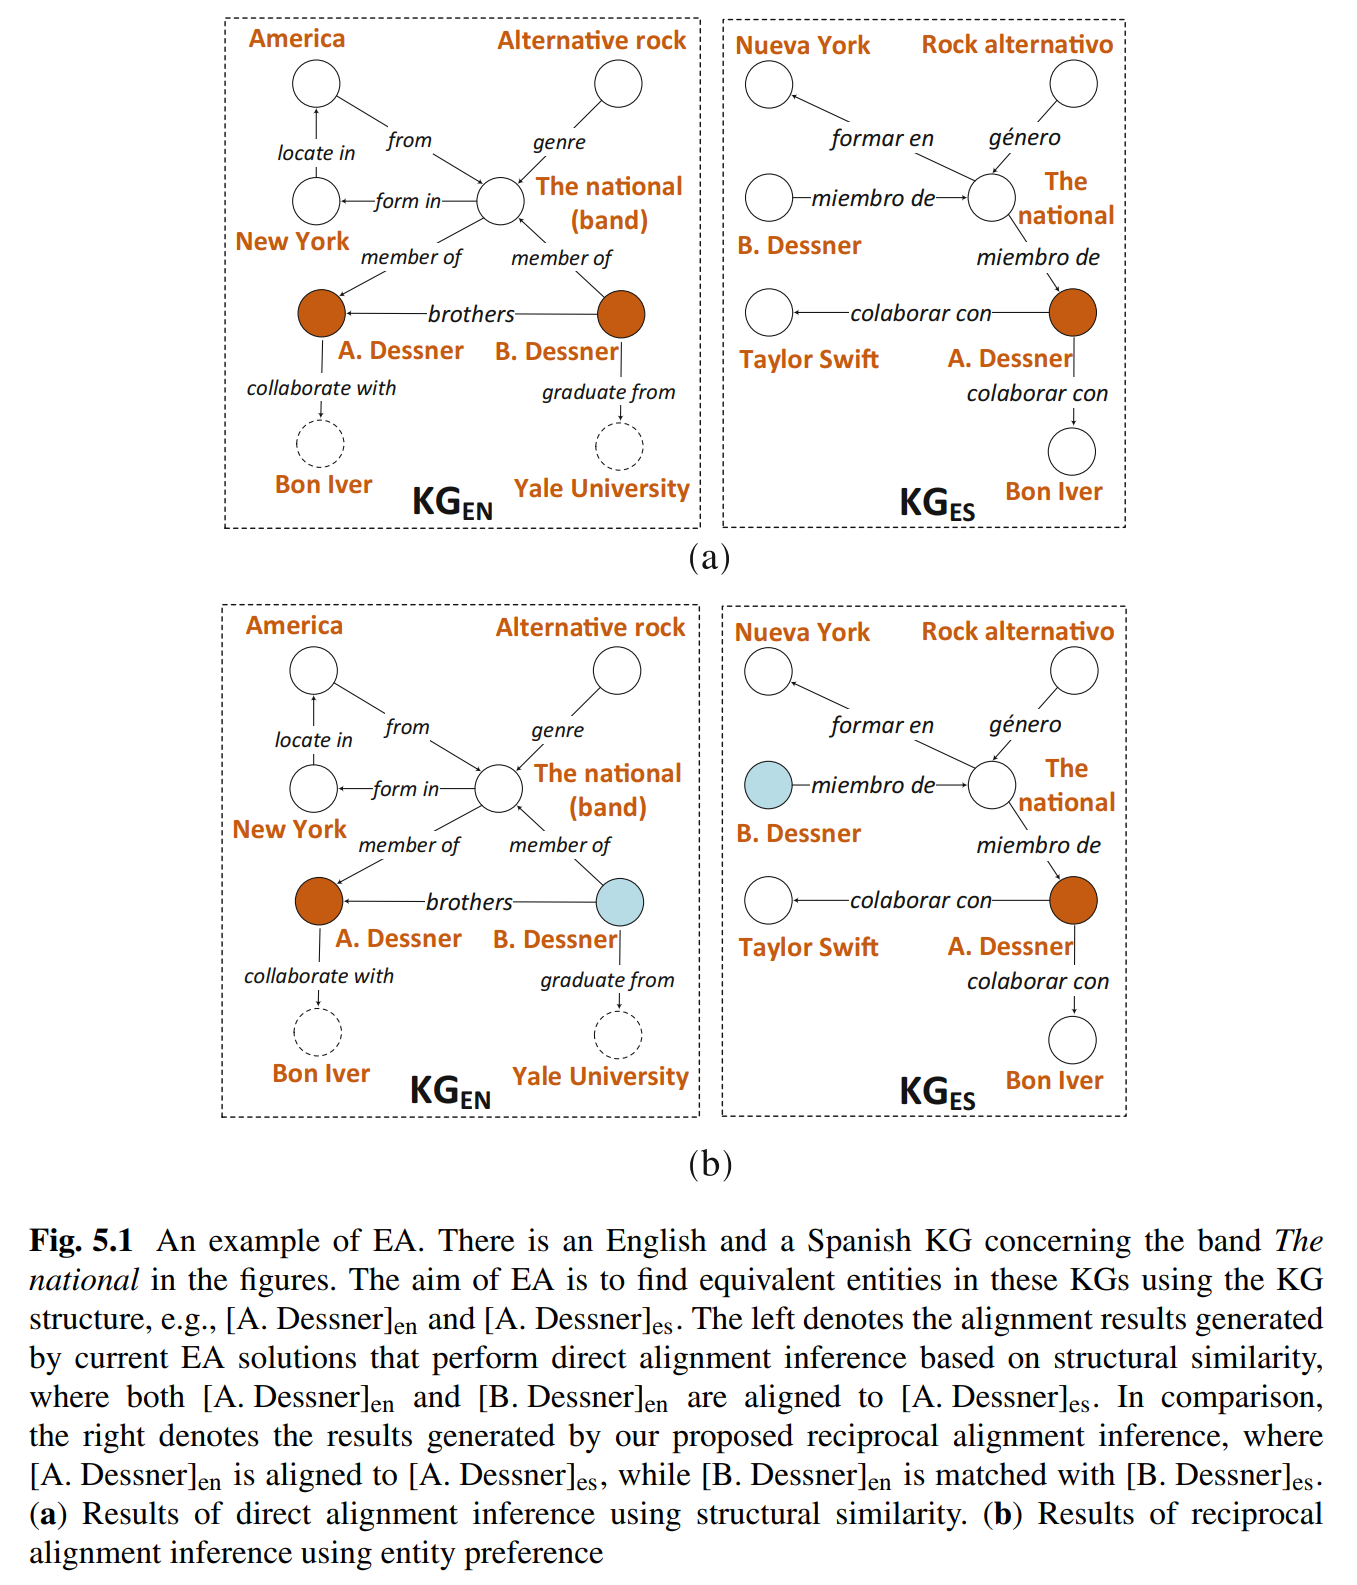 America
Alternative rock
from
genre
locate in
The national
(band)
form in
New York
member of
member of
brothers
A. Dessner
B. Dessner
collaborate with
graduate from
Bon Iver
Yale University
KGEN
Nueva York
Rock alternativo
formar en
género
The
national
miembro de
B. Dessner
miembro de
colaborar con
Taylor Swift
A. Dessner
colaborar con
Bon Iver
KGES
(a)
America
Alternative rock
from
genre
locate in
The national
(band)
form in
New York
member of
member of
brothers
A. Dessner
B. Dessner
collaborate with
graduate from
Bon Iver
Yale University
KGEN
Nueva York
Rock alternativo
formar en
género
The
national
miembro de
B. Dessner
miembro de
colaborar con
Taylor Swift
A. Dessner
colaborar con
Bon Iver
KGES
(b)
Fig. 5.1 An example of EA. There is an English and a Spanish KG concerning the band The
national in the figures. The aim of EA is to find equivalent entities in these KGs using the KG
structure, e.g., [A. Dessner]en and [A. Dessner]es. The left denotes the alignment results generated
by current EA solutions that perform direct alignment inference based on structural similarity,
where both [A. Dessner]en and [B. Dessner]en are aligned to [A. Dessner]es. In comparison,
the right denotes the results generated by our proposed reciprocal alignment inference, where
[A. Dessner]en is aligned to [A. Dessner]es, while [B. Dessner]en is matched with [B. Dessner]es.
(a) Results of direct alignment inference using structural similarity. (b) Results of reciprocal
alignment inference using entity preference